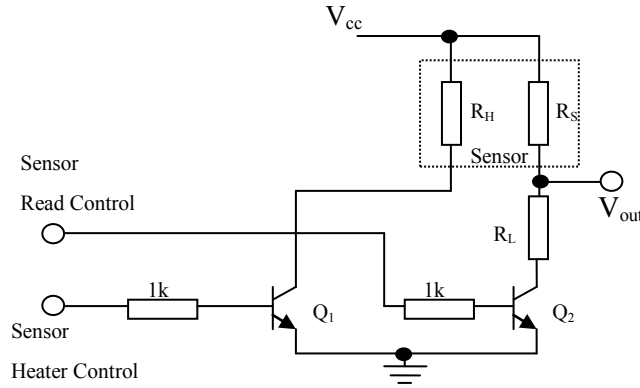 Vcc
RH
RS
Sensor
Sensor
Read Control
Vout
RL
1k
1k
Q1
Q2
Sensor
Heater Control